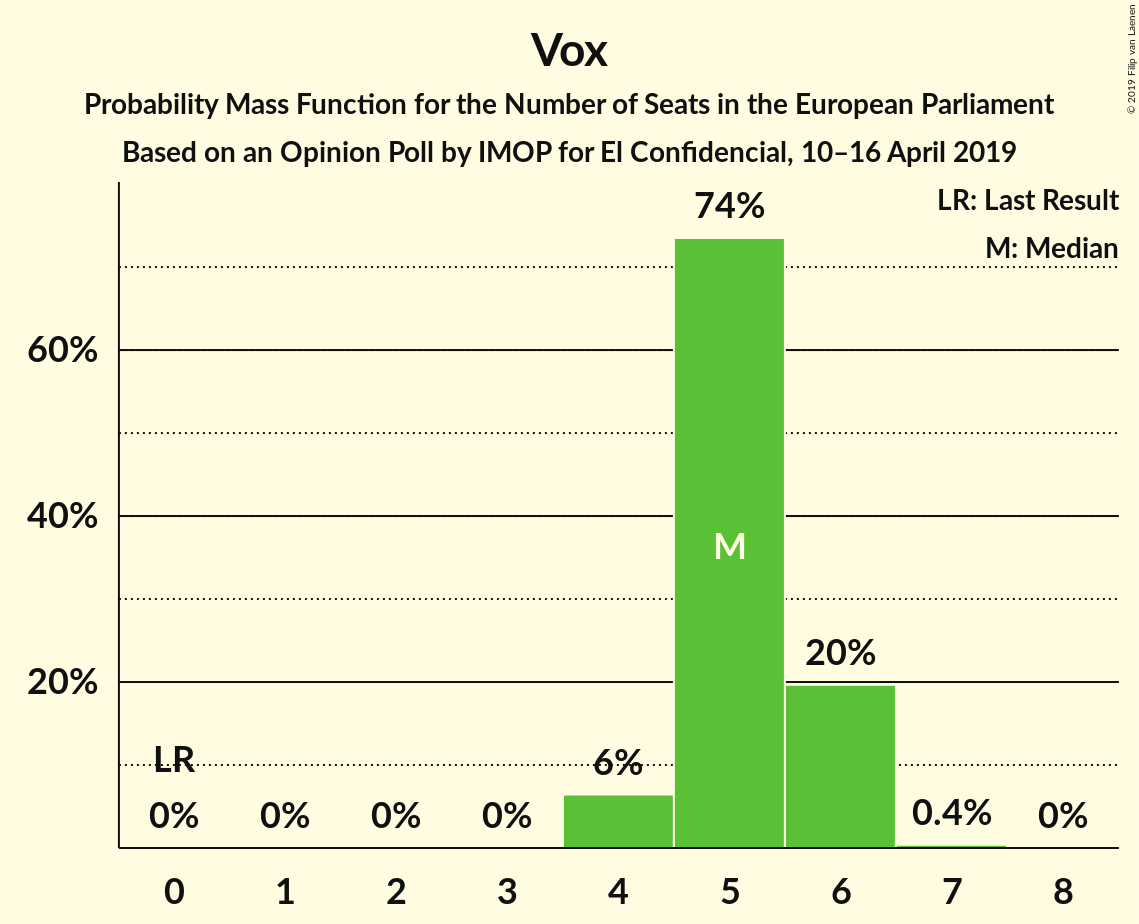 Vox
Probability Mass Function for the Number of Seats in the European Parliament
Based on an Opinion Poll by IMOP for El Confidencial, 10–16 April 2019
© 2019 Filip van Laenen
LR: Last Result
M: Median
74%
60%
40%
M
20%
20%
LR
6%
0% 0% 0% 0% 0.4% 0%
0 1 2 3 4 5 6 7 8